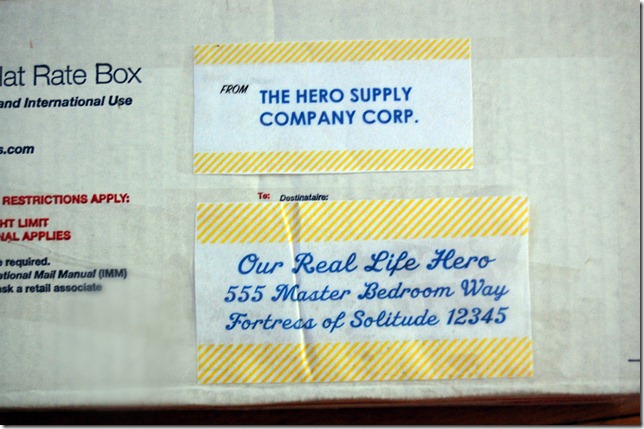 lat Rate Box
and International Use
s.com
RESTRICTIONS APPLY:
HT LIMIT
NAL APPLIES
e required.
ational Mail Manual (IMM)
ask a retail associate
FROM
THE HERO SUPPLY
COMPANY CORP.
To: Destinataire:
Our Real Life Hero
555 Master Bedroom Way
Fortress of Solitude 12345